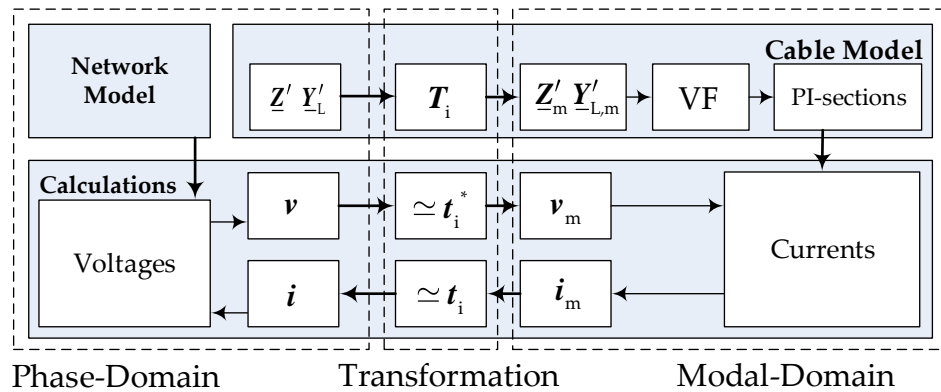 Network
Model
Cable Model
Z′ Y′L
Ti
Z′m Y′L,m
VF
PI-sections
Calculations
Voltages
v
≃ ti*
vm
Currents
i
≃ ti
im
Phase-Domain
Transformation
Modal-Domain